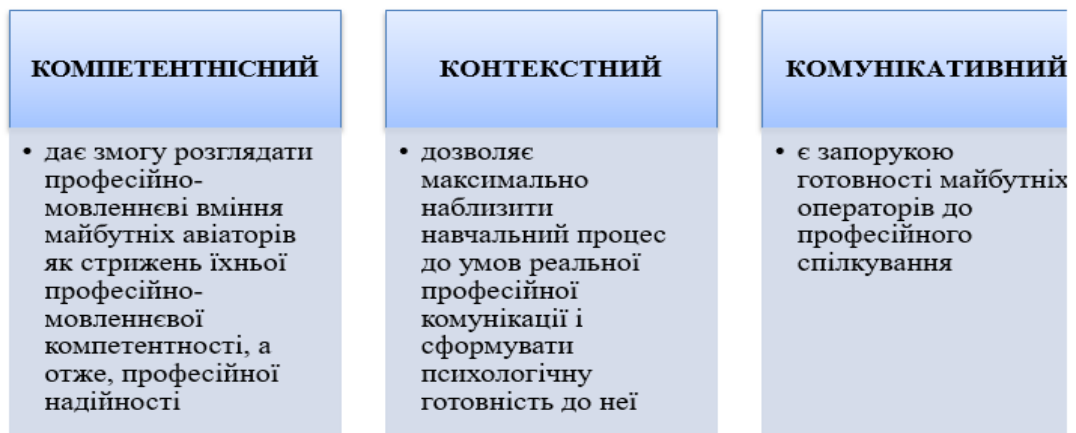 КОМПЕТЕНТНІСНИЙ
• дає змогу розглядати
професійно-
мовленнєві вміння
майбутніх авіаторів
як стрижень їхньої
професійно-
мовленнєвої
компетентності, а
отже, професійної
надійності
КОНТЕКСТНИЙ
• дозволяє
максимально
наблизити
навчальний процес
до умов реальної
професійної
комунікації і
сформувати
психологічну
готовність до неї
КОМУНІКАТИВНИЙ
• є запорукою
готовності майбутніх
операторів до
професійного
спілкування